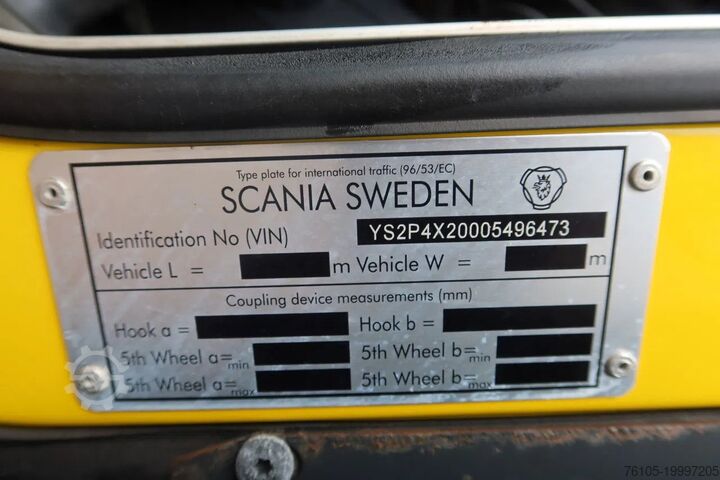 Type plate for international traffic (96/53/EC)
SCANIA SWEDEN
Identification No (VIN) YS2P4X20005496473
Vehicle L = m Vehicle W = m
Coupling device measurements (mm)
Hook a = Hook b =
5th Wheel a=min 5th Wheel b=min
5th Wheel a=max 5th Wheel b=max
76105-19997205